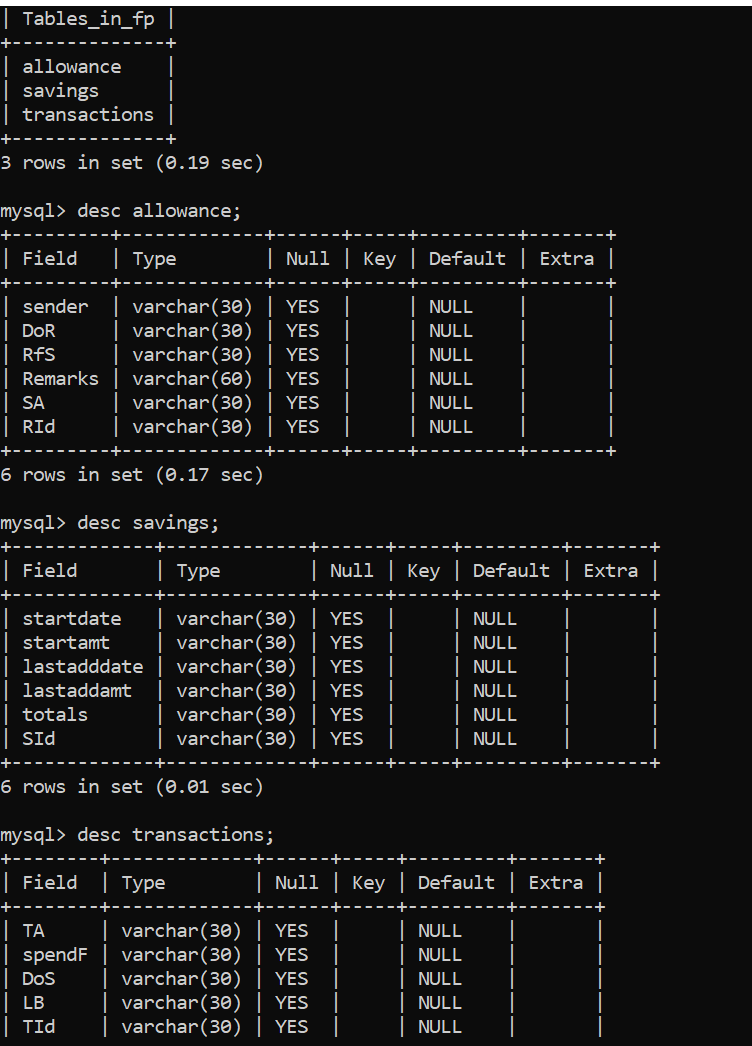 | Tables_in_fp |
+--------------+
| allowance    |
| savings      |
| transactions |
+--------------+
3 rows in set (0.19 sec)

mysql> desc allowance;
+---------+-------------+------+-----+---------+-------+
| Field   | Type        | Null | Key | Default | Extra |
+---------+-------------+------+-----+---------+-------+
| sender  | varchar(30) | YES  |     | NULL    |       |
| DoR     | varchar(30) | YES  |     | NULL    |       |
| RfS     | varchar(30) | YES  |     | NULL    |       |
| Remarks | varchar(60) | YES  |     | NULL    |       |
| SA      | varchar(30) | YES  |     | NULL    |       |
| RId     | varchar(30) | YES  |     | NULL    |       |
+---------+-------------+------+-----+---------+-------+
6 rows in set (0.17 sec)

mysql> desc savings;
+-------------+-------------+------+-----+---------+-------+
| Field       | Type        | Null | Key | Default | Extra |
+-------------+-------------+------+-----+---------+-------+
| startdate   | varchar(30) | YES  |     | NULL    |       |
| startamt    | varchar(30) | YES  |     | NULL    |       |
| lastadddate | varchar(30) | YES  |     | NULL    |       |
| lastaddamt  | varchar(30) | YES  |     | NULL    |       |
| totals      | varchar(30) | YES  |     | NULL    |       |
| SId         | varchar(30) | YES  |     | NULL    |       |
+-------------+-------------+------+-----+---------+-------+
6 rows in set (0.01 sec)

mysql> desc transactions;
+--------+-------------+------+-----+---------+-------+
| Field  | Type        | Null | Key | Default | Extra |
+--------+-------------+------+-----+---------+-------+
| TA     | varchar(30) | YES  |     | NULL    |       |
| spendF | varchar(30) | YES  |     | NULL    |       |
| DoS    | varchar(30) | YES  |     | NULL    |       |
| LB     | varchar(30) | YES  |     | NULL    |       |
| TId    | varchar(30) | YES  |     | NULL    |       |